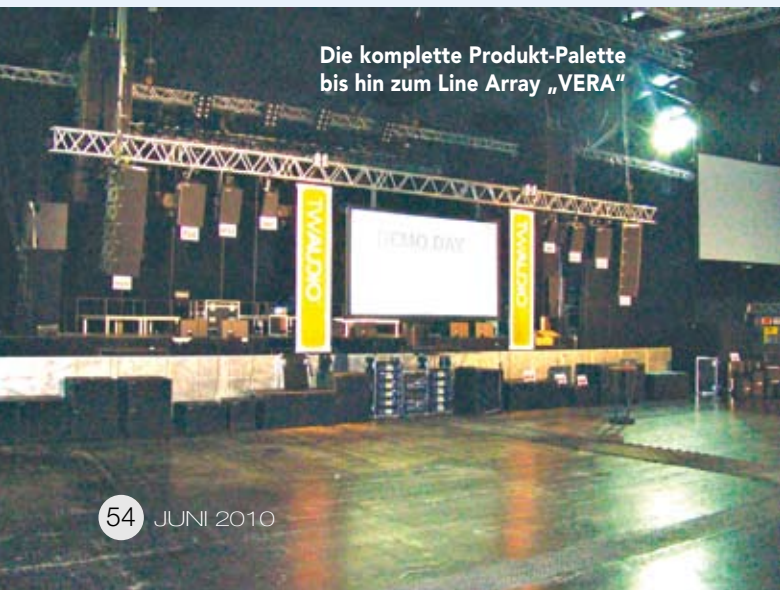 Die komplette Produkt-Palette
bis hin zum Line Array „VERA“
DEMO DAY
TWAUDIO
TWAUDIO
54 JUNI 2010